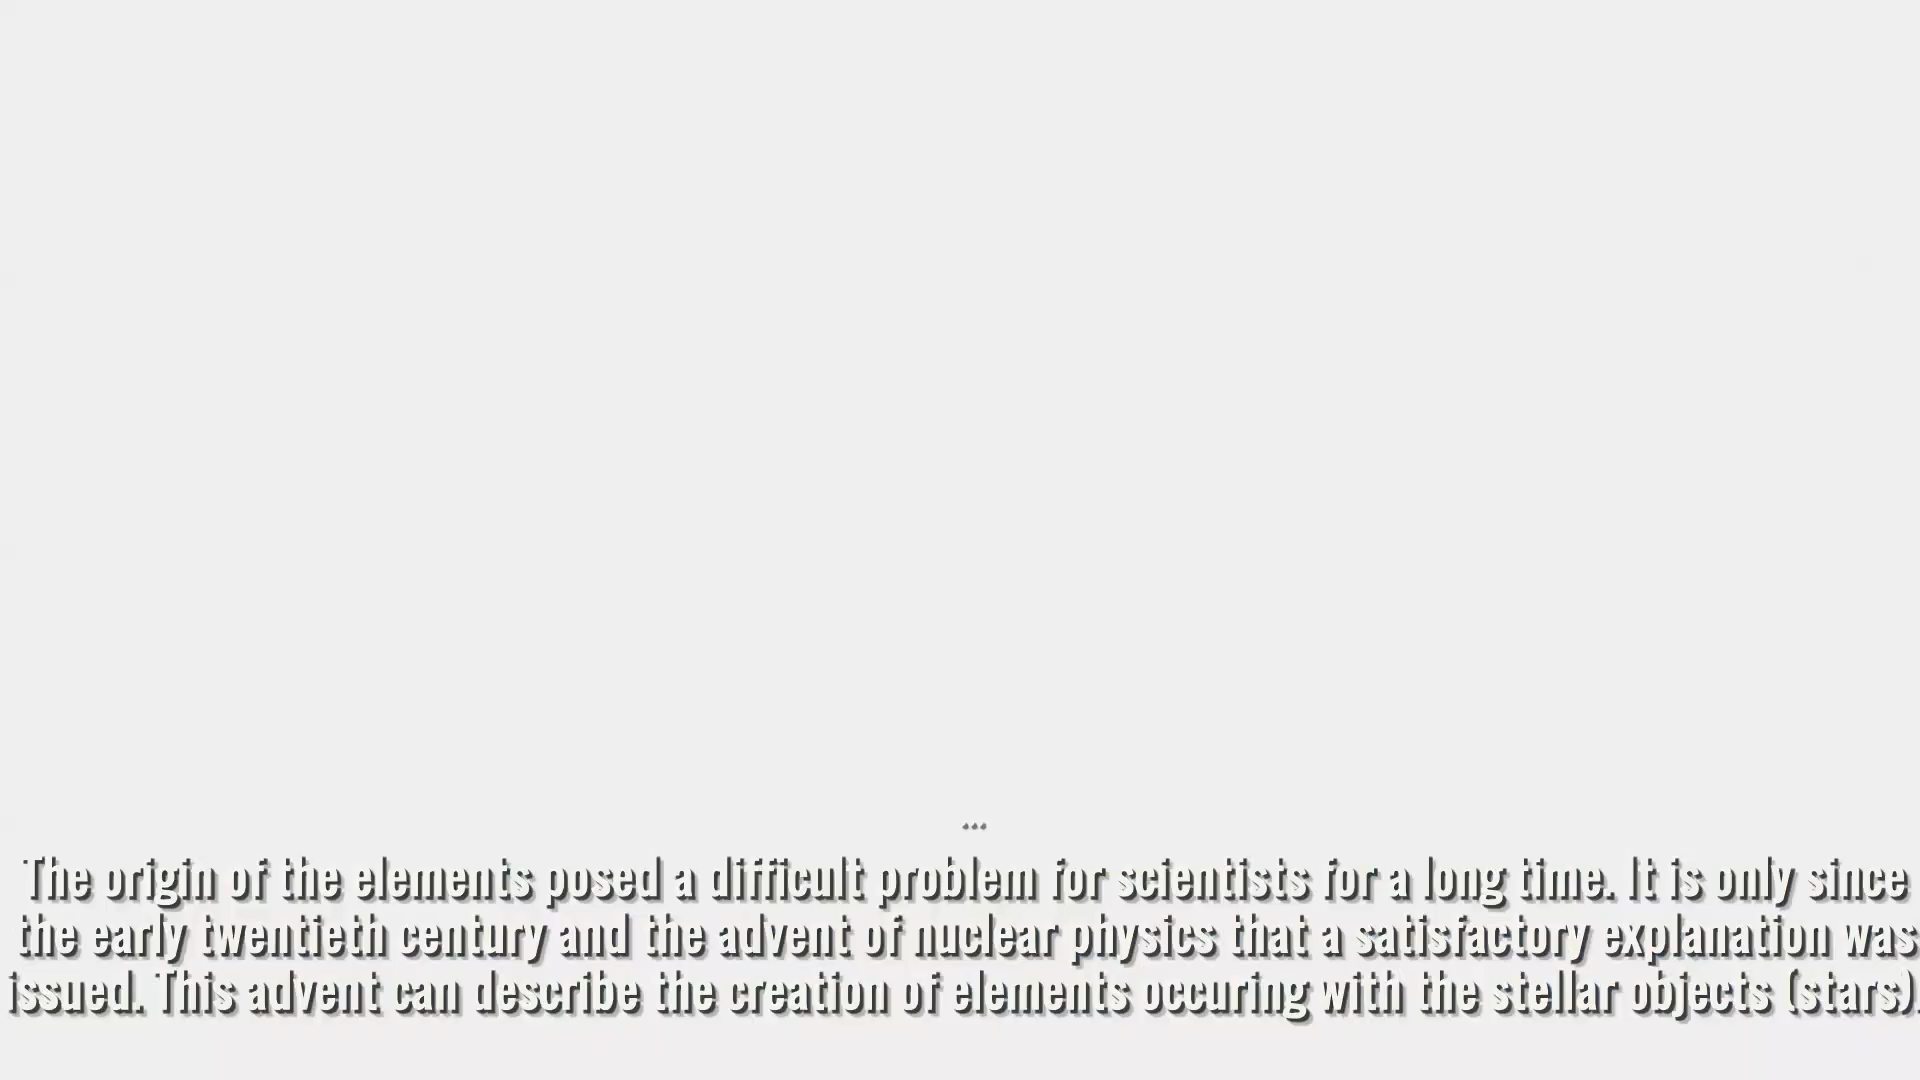 ...
The origin of the elements posed a difficult problem for scientists for a long time. It is only since
the early twentieth century and the advent of nuclear physics that a satisfactory explanation was
issued. This advent can describe the creation of elements occuring with the stellar objects (stars).